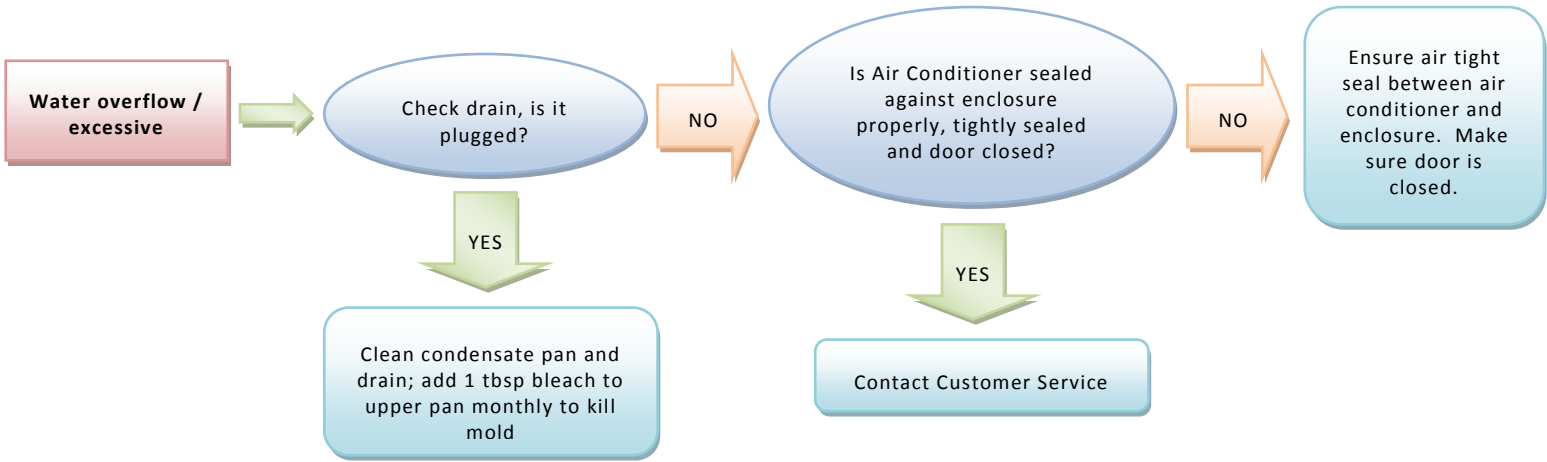 Water overflow /
excessive
Check drain, is it
plugged?
NO
Is Air Conditioner sealed
against enclosure
properly, tightly sealed
and door closed?
NO
Ensure air tight
seal between air
conditioner and
enclosure.  Make
sure door is
closed.
YES
YES
Clean condensate pan and
drain; add 1 tbsp bleach to
upper pan monthly to kill
mold
Contact Customer Service